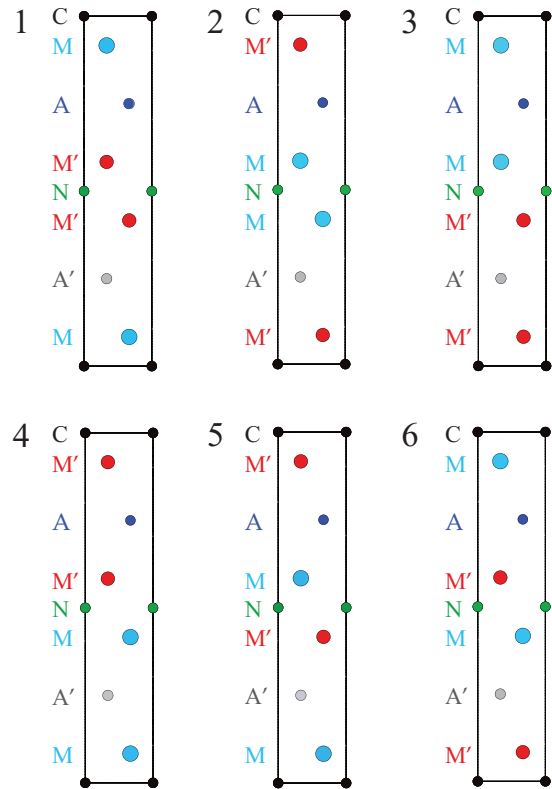 1 C 2 C 3 C
M M′ M
A A A
M′ M M
N N N
M′ M M′
A′ A′ A′
M M′ M′
4 C 5 C 6 C
M′ M′ M
A A A
M′ M M′
N N N
M M′ M
A′ A′ A′
M M M′